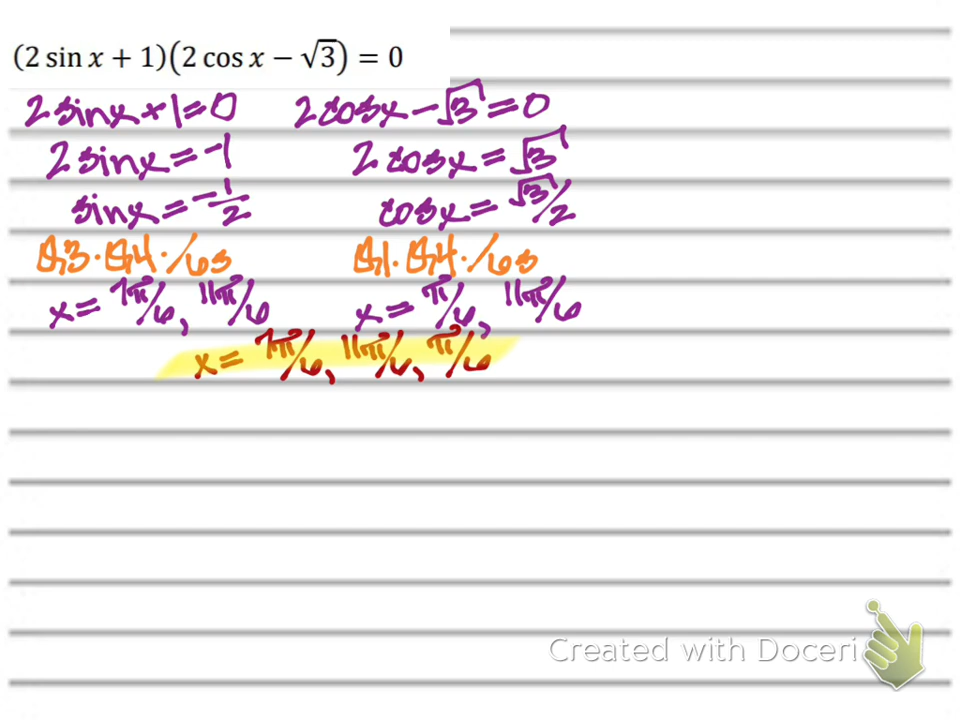 (2 sin x + 1)(2 cos x − √3) = 0
2sinx+1=0 2cosx−√3=0
2sinx=−1 2cosx=√3
sinx=−1/2 cosx=√3/2
Q3·Q4·/6s Q1·Q4·/6s
x=7π/6, 11π/6 x=π/6, 11π/6
x=7π/6, 11π/6, π/6
Created with Doceri